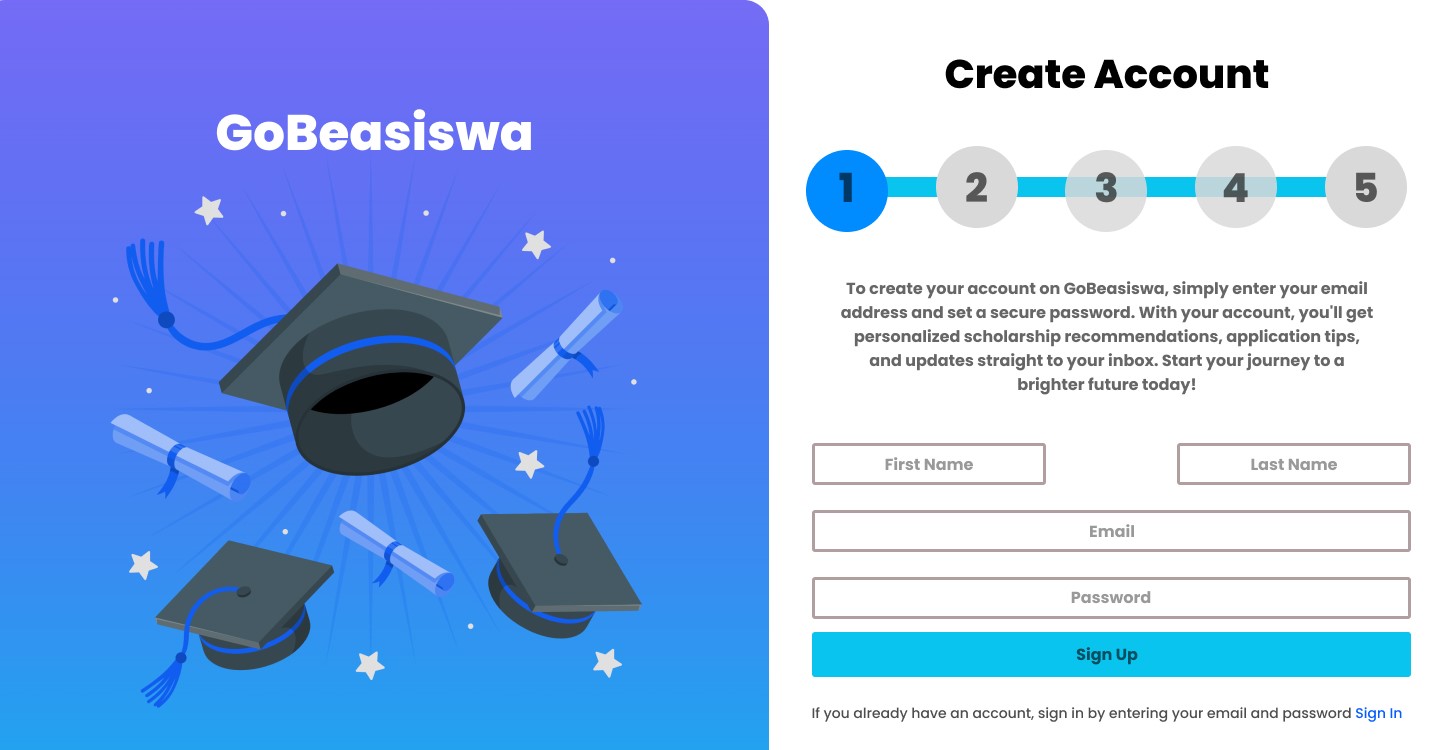 GoBeasiswa
Create Account
1 2 3 4 5
To create your account on GoBeasiswa, simply enter your email
address and set a secure password. With your account, you'll get
personalized scholarship recommendations, application tips,
and updates straight to your inbox. Start your journey to a
brighter future today!
First Name Last Name
Email
Password
Sign Up
If you already have an account, sign in by entering your email and password Sign In